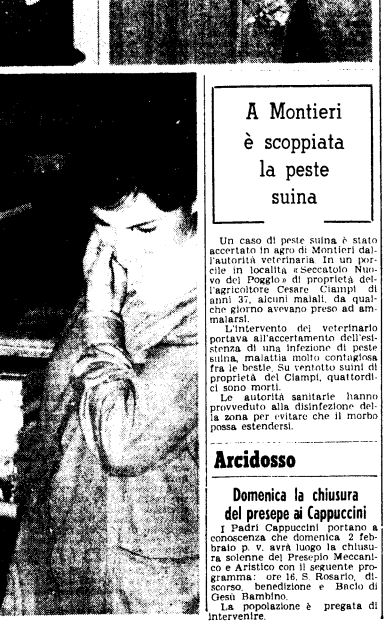 A Montieri
è scoppiata
la peste
suina
Un caso di peste suina è stato
accertato in agro di Montieri dal-
l'autorità veterinaria. In un por-
cile in località «Seccatolo Nuo-
vo del Poggio» di proprietà del-
l'agricoltore Cesare Ciampi di
anni 37, alcuni maiali, da qual-
che giorno avevano preso ad am-
malarsi.
L'intervento del veterinario
portava all'accertamento dell'esi-
stenza di una infezione di peste
suina, malattia molto contagiosa
fra le bestie. Su ventotto suini di
proprietà del Ciampi, quattordi-
ci sono morti.
Le autorità sanitarie hanno
provveduto alla disinfezione del-
la zona per evitare che il morbo
possa estendersi.
Arcidosso
Domenica la chiusura
del presepe ai Cappuccini
I Padri Cappuccini portano a
conoscenza che domenica 2 feb-
braio p. v. avrà luogo la chiusu-
ra solenne del Presepio Meccani-
co e Aristico con il seguente pro-
gramma: ore 16, S. Rosario, di-
scorso, benedizione e Bacio di
Gesù Bambino.
La popolazione è pregata di
intervenire.